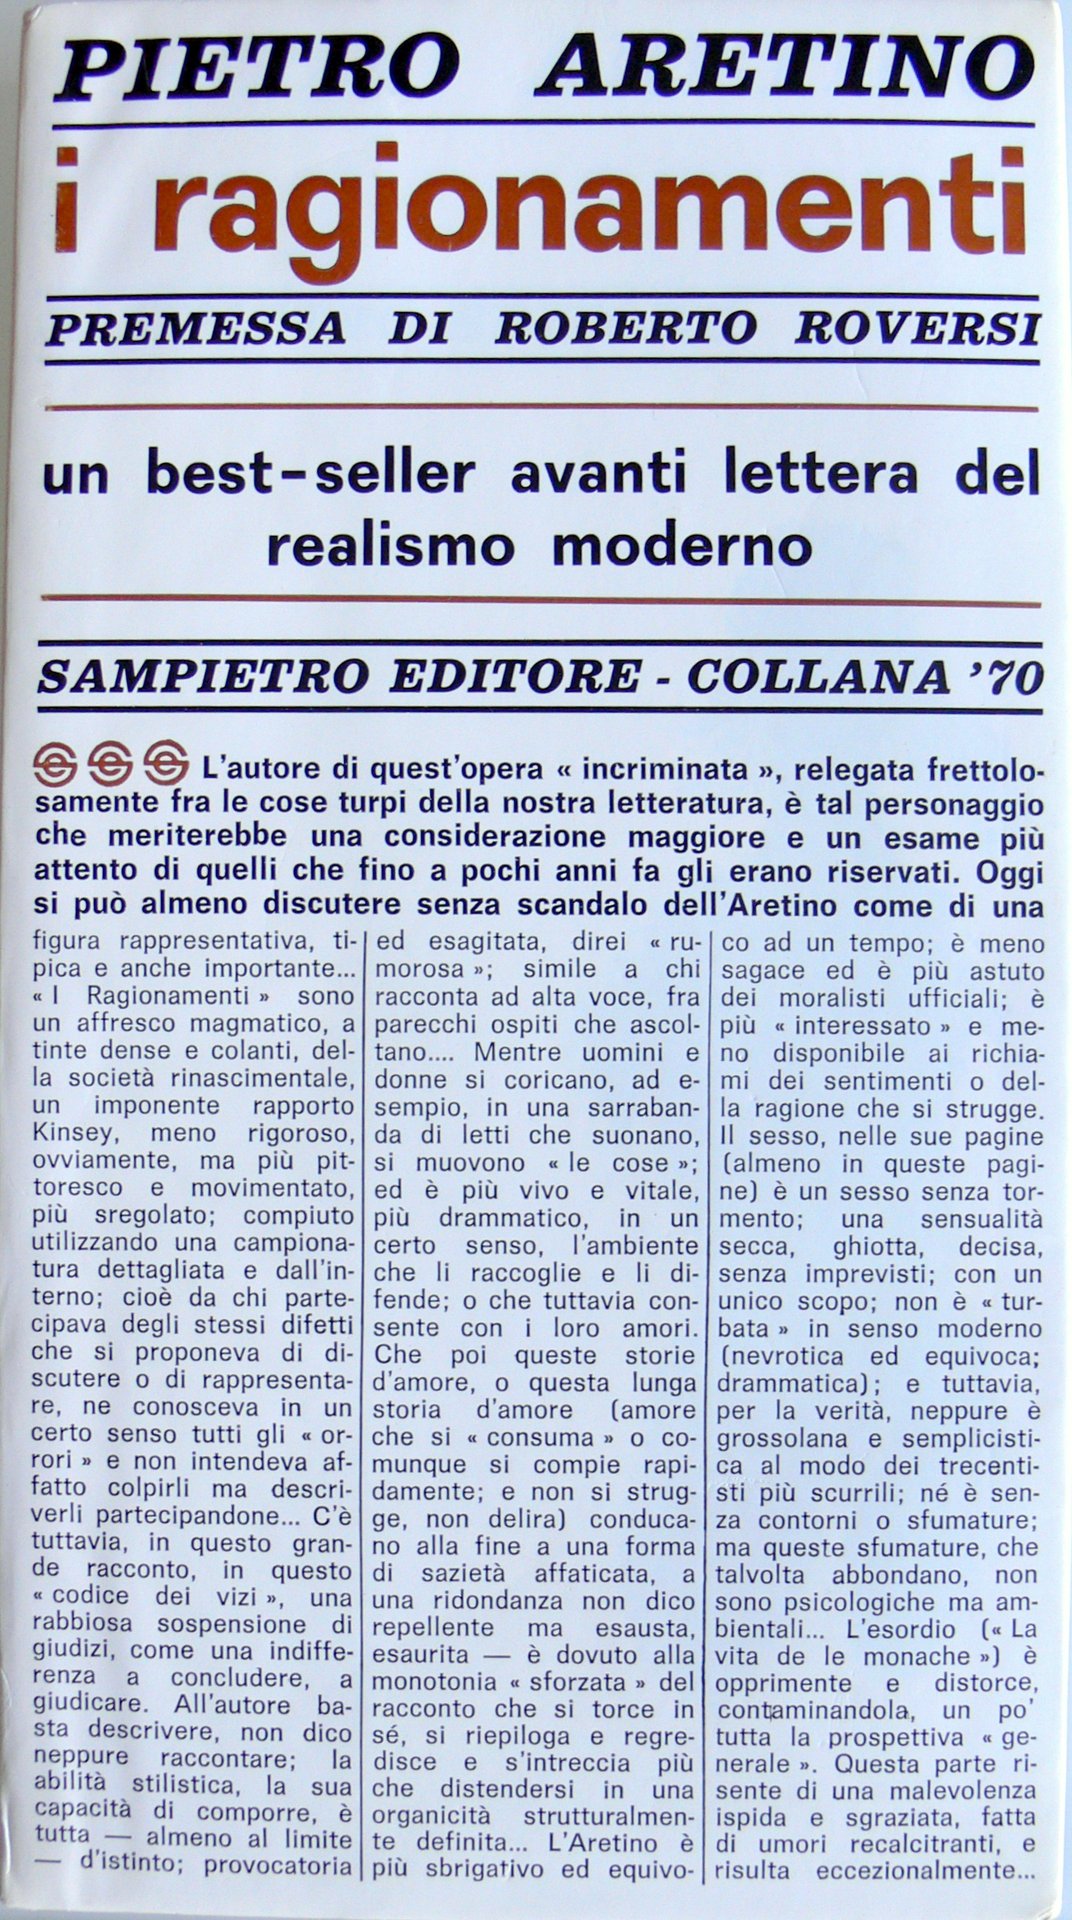 PIETRO ARETINO
i ragionamenti
PREMESSA DI ROBERTO ROVERSI
un best-seller avanti lettera del
realismo moderno
SAMPIETRO EDITORE - COLLANA '70
L'autore di quest'opera « incriminata », relegata frettolo-
samente fra le cose turpi della nostra letteratura, è tal personaggio
che meriterebbe una considerazione maggiore e un esame più
attento di quelli che fino a pochi anni fa gli erano riservati. Oggi
si può almeno discutere senza scandalo dell'Aretino come di una
figura rappresentativa, ti-
pica e anche importante...
« I Ragionamenti » sono
un affresco magmatico, a
tinte dense e colanti, del-
la società rinascimentale,
un imponente rapporto
Kinsey, meno rigoroso,
ovviamente, ma più pit-
toresco e movimentato,
più sregolato; compiuto
utilizzando una campiona-
tura dettagliata e dall'in-
terno; cioè da chi parte-
cipava degli stessi difetti
che si proponeva di di-
scutere o di rappresenta-
re, ne conosceva in un
certo senso tutti gli « or-
rori » e non intendeva af-
fatto colpirli ma descri-
verli partecipandone... C'è
tuttavia, in questo gran-
de racconto, in questo
« codice dei vizi », una
rabbiosa sospensione di
giudizi, come una indiffe-
renza a concludere, a
giudicare. All'autore ba-
sta descrivere, non dico
neppure raccontare; la
abilità stilistica, la sua
capacità di comporre, è
tutta — almeno al limite
— d'istinto; provocatoria
ed esagitata, direi « ru-
morosa »; simile a chi
racconta ad alta voce, fra
parecchi ospiti che ascol-
tano.... Mentre uomini e
donne si coricano, ad e-
sempio, in una sarraban-
da di letti che suonano,
si muovono « le cose »;
ed è più vivo e vitale,
più drammatico, in un
certo senso, l'ambiente
che li raccoglie e li di-
fende; o che tuttavia con-
sente con i loro amori.
Che poi queste storie
d'amore, o questa lunga
storia d'amore (amore
che si « consuma » o co-
munque si compie rapi-
damente; e non si strug-
ge, non delira) conduca-
no alla fine a una forma
di sazietà affaticata, a
una ridondanza non dico
repellente ma esausta,
esaurita — è dovuto alla
monotonia « sforzata » del
racconto che si torce in
sé, si riepiloga e regre-
disce e s'intreccia più
che distendersi in una
organicità strutturalmen-
te definita... L'Aretino è
più sbrigativo ed equivo-
co ad un tempo; è meno
sagace ed è più astuto
dei moralisti ufficiali; è
più « interessato » e me-
no disponibile ai richia-
mi dei sentimenti o del-
la ragione che si strugge.
Il sesso, nelle sue pagine
(almeno in queste pagi-
ne) è un sesso senza tor-
mento; una sensualità
secca, ghiotta, decisa,
senza imprevisti; con un
unico scopo; non è « tur-
bata » in senso moderno
(nevrotica ed equivoca;
drammatica); e tuttavia,
per la verità, neppure è
grossolana e semplicisti-
ca al modo dei trecenti-
sti più scurrili; né è sen-
za contorni o sfumature;
ma queste sfumature, che
talvolta abbondano, non
sono psicologiche ma am-
bientali... L'esordio (« La
vita de le monache ») è
opprimente e distorce,
contaminandola, un po'
tutta la prospettiva « ge-
nerale ». Questa parte ri-
sente di una malevolenza
ispida e sgraziata, fatta
di umori recalcitranti, e
risulta eccezionalmente...